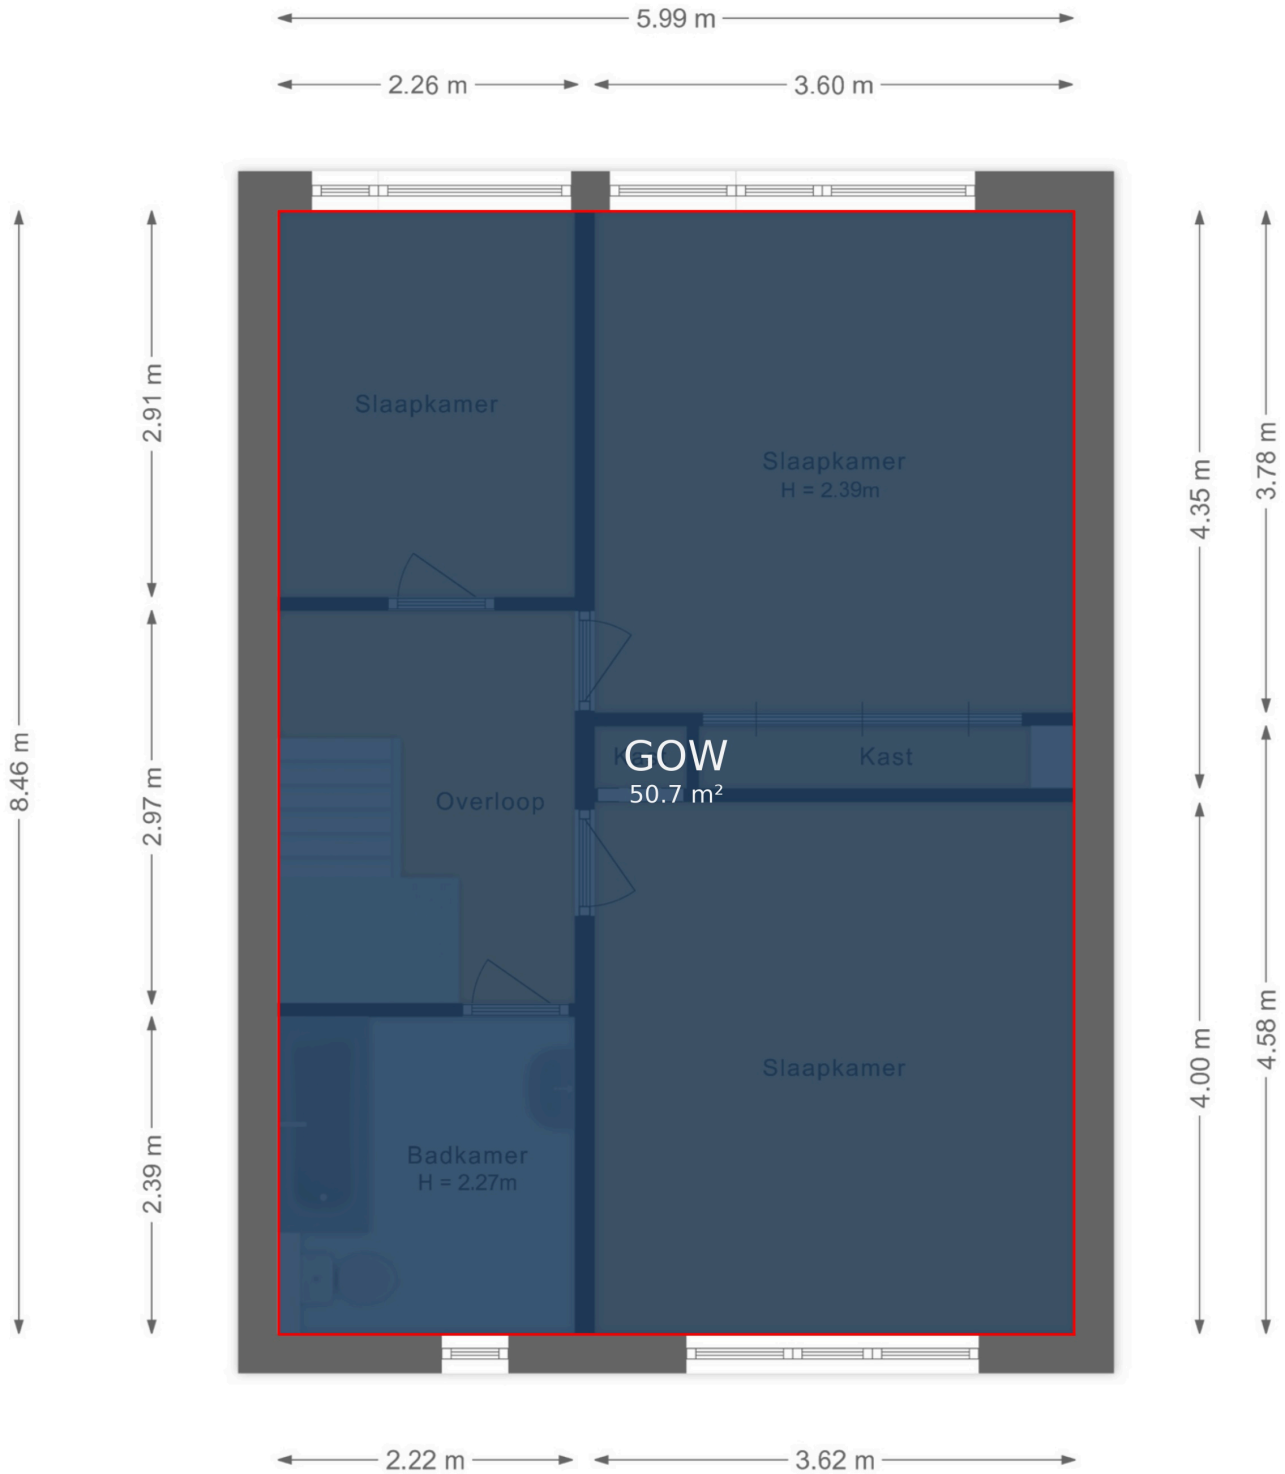 5.99 m
2.26 m
3.60 m
8.46 m
2.91 m
2.97 m
2.39 m
4.35 m
3.78 m
4.00 m
4.58 m
Slaapkamer
Slaapkamer
H = 2.39m
Kast
GOW
50.7 m²
Overloop
Slaapkamer
Badkamer
H = 2.27m
2.22 m
3.62 m